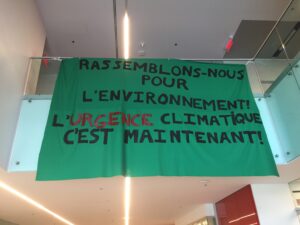 RASSEMBLONS-NOUS
POUR
L'ENVIRONNEMENT!
L'URGENCE CLIMATIQUE
C'EST MAINTENANT!